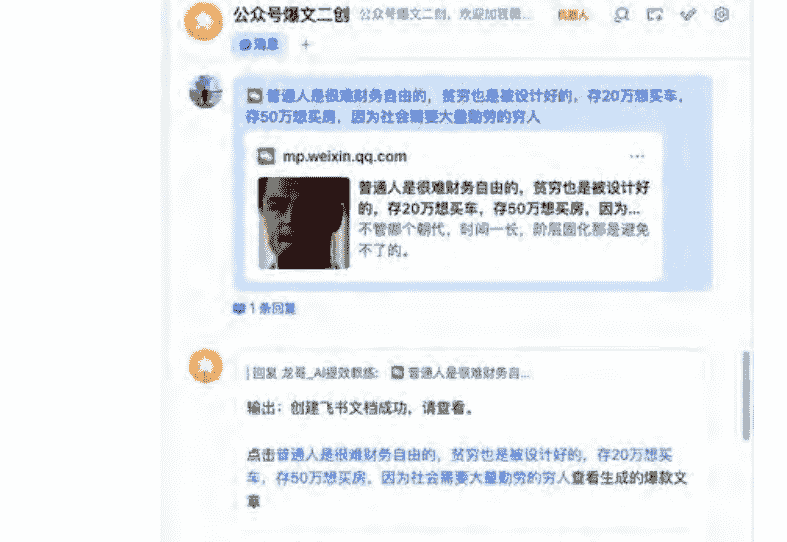 公众号爆文二创 公众号爆文二创，欢迎加我微... 机器人
消息 +
普通人是很难财务自由的，贫穷也是被设计好的，存20万想买车，
存50万想买房，因为社会需要大量勤劳的穷人
mp.weixin.qq.com ...
普通人是很难财务自由的，贫穷也是被设计好
的，存20万想买车，存50万想买房，因为...
不管哪个朝代，时间一长，阶层固化那是避免
不了的。
1 条回复
回复 龙哥_AI提效教练： 普通人是很难财务自...
输出：创建飞书文档成功，请查看。
点击普通人是很难财务自由的，贫穷也是被设计好的，存20万想买
车，存50万想买房，因为社会需要大量勤劳的穷人查看生成的爆款文
章